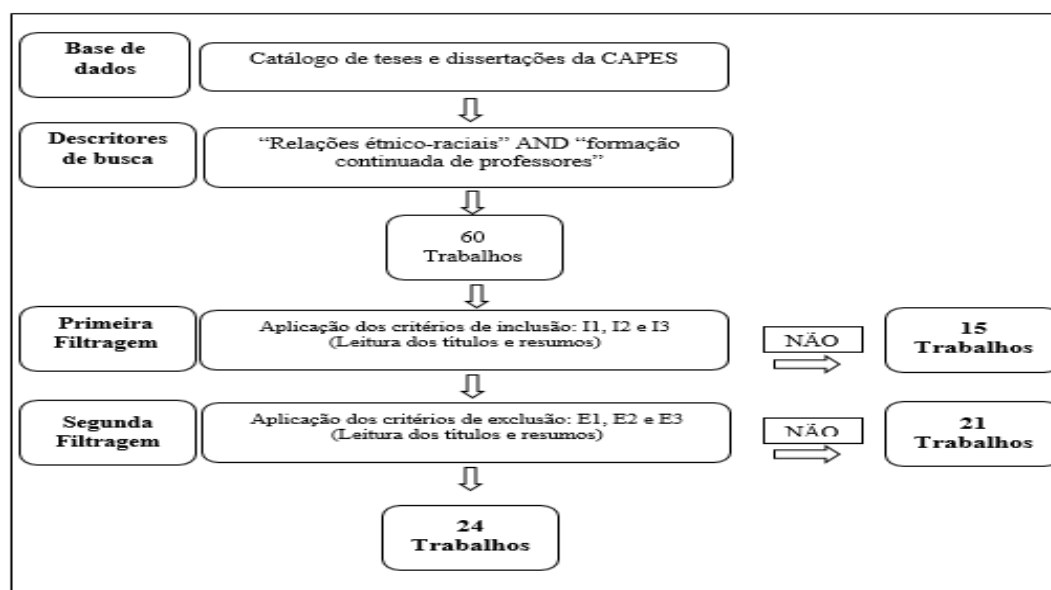 Base de
dados
Catálogo de teses e dissertações da CAPES
Descritores
de busca
“Relações étnico-raciais” AND “formação
continuada de professores”
60
Trabalhos
Primeira
Filtragem
Aplicação dos critérios de inclusão: I1, I2 e I3
(Leitura dos títulos e resumos)
NÃO
15
Trabalhos
Segunda
Filtragem
Aplicação dos critérios de exclusão: E1, E2 e E3
(Leitura dos títulos e resumos)
NÃO
21
Trabalhos
24
Trabalhos